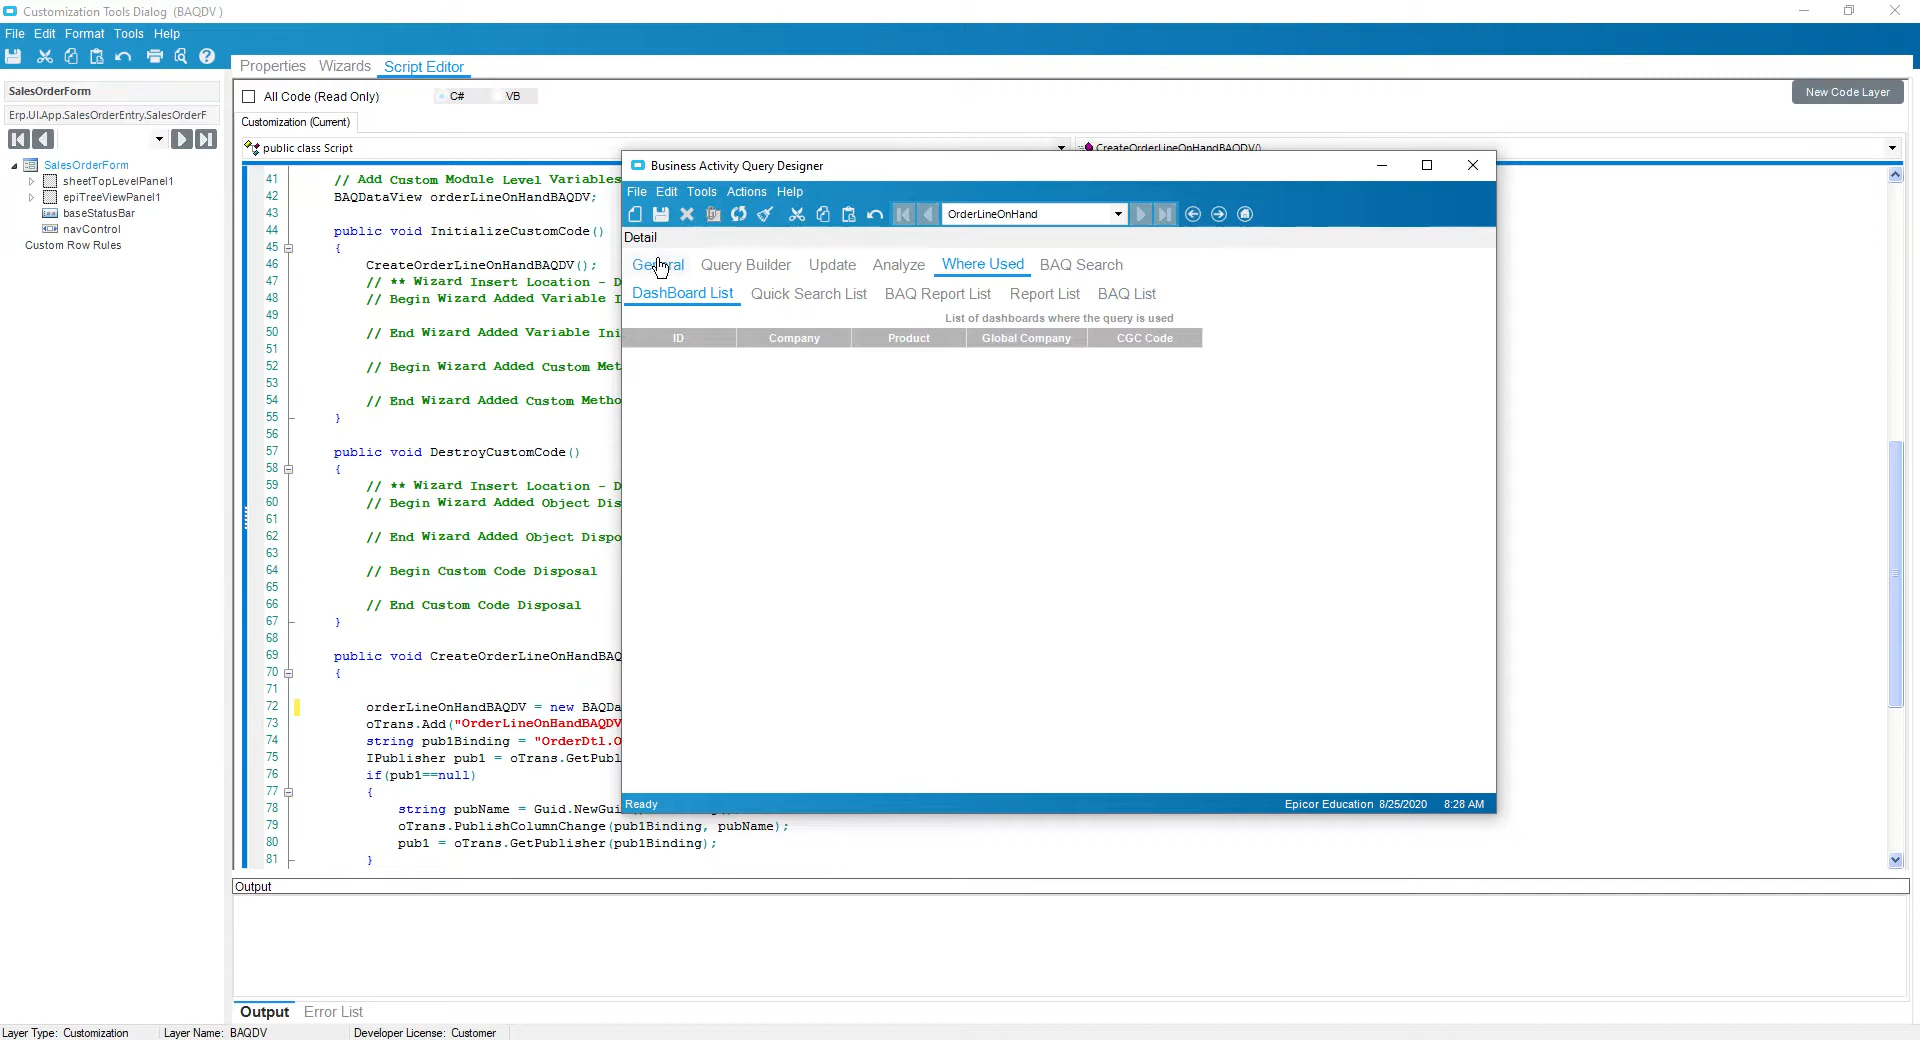 Customization Tools Dialog (BAQDV )
File Edit Format Tools Help
Properties Wizards Script Editor
SalesOrderForm
Erp.UI.App.SalesOrderEntry.SalesOrderF
SalesOrderForm
sheetTopLevelPanel1
epiTreeViewPanel1
baseStatusBar
navControl
Custom Row Rules
All Code (Read Only) C# VB
New Code Layer
Customization (Current)
public class Script
CreateOrderLineOnHandBAQDV()
41 // Add Custom Module Level Variables
42 BAQDataView orderLineOnHandBAQDV;
43
44 public void InitializeCustomCode()
45 {
46 CreateOrderLineOnHandBAQDV();
47 // ** Wizard Insert Location - D
48 // Begin Wizard Added Variable I
49
50 // End Wizard Added Variable Ini
51
52 // Begin Wizard Added Custom Met
53
54 // End Wizard Added Custom Metho
55 }
56
57 public void DestroyCustomCode()
58 {
59 // ** Wizard Insert Location - D
60 // Begin Wizard Added Object Dis
61
62 // End Wizard Added Object Dispo
63
64 // Begin Custom Code Disposal
65
66 // End Custom Code Disposal
67 }
68
69 public void CreateOrderLineOnHandBAQ
70 {
71
72 orderLineOnHandBAQDV = new BAQDa
73 oTrans.Add("OrderLineOnHandBAQDV
74 string pub1Binding = "OrderDtl.O
75 IPublisher pub1 = oTrans.GetPubl
76 if(pub1==null)
77 {
78 string pubName = Guid.NewGui
79 oTrans.PublishColumnChange(pub1Binding, pubName);
80 pub1 = oTrans.GetPublisher(pub1Binding);
81 }
Business Activity Query Designer
File Edit Tools Actions Help
OrderLineOnHand
Detail
General Query Builder Update Analyze Where Used BAQ Search
DashBoard List Quick Search List BAQ Report List Report List BAQ List
List of dashboards where the query is used
ID Company Product Global Company CGC Code
Ready Epicor Education 8/25/2020 8:28 AM
Output
Output Error List
Layer Type: Customization Layer Name: BAQDV Developer License: Customer